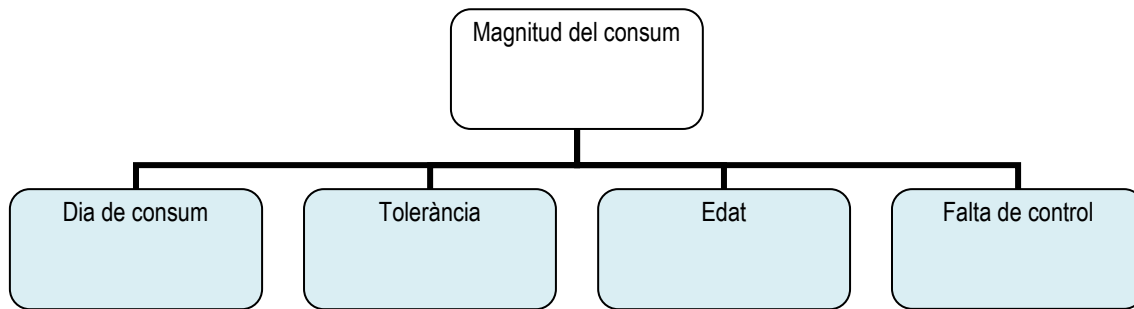 Magnitud del consum
Dia de consum
Tolerància
Edat
Falta de control